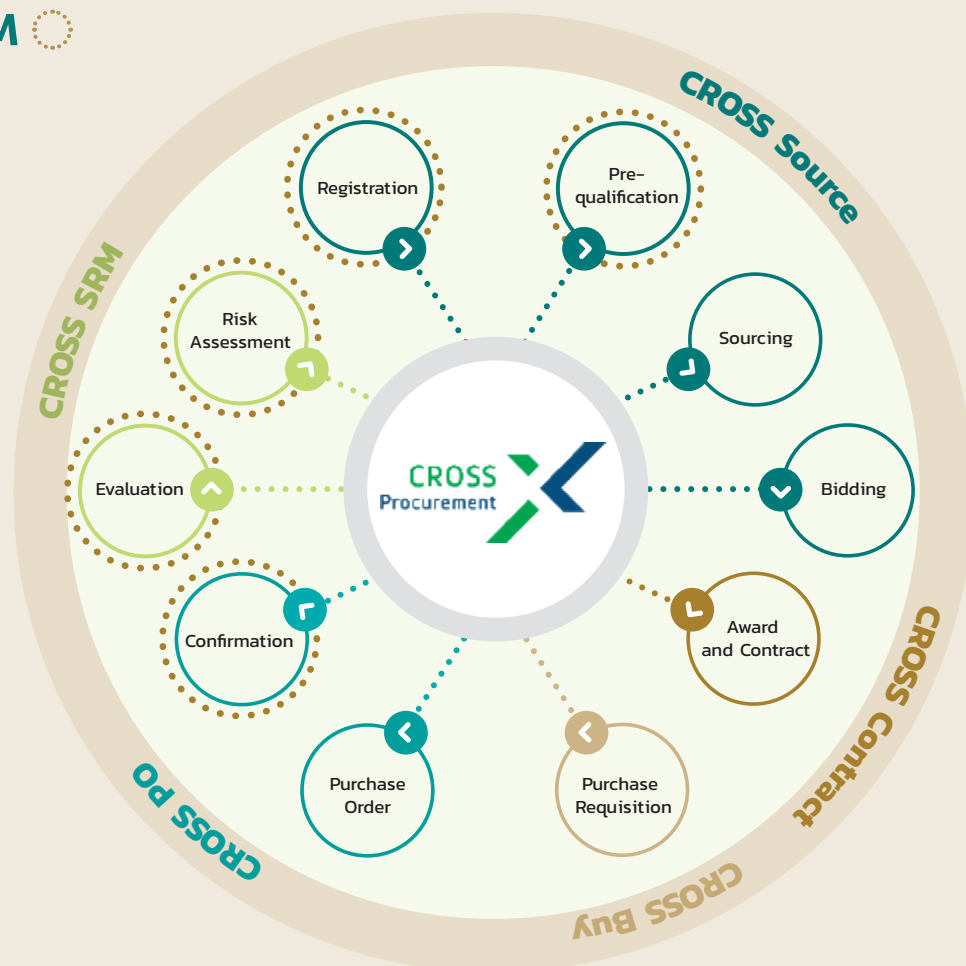 M
CROSS Source
Registration
Pre-
qualification
CROSS SRM
Risk
Assessment
Sourcing
CROSS
Procurement
Evaluation
Bidding
Confirmation
Award
and Contract
CROSS Contract
Purchase
Order
Purchase
Requisition
CROSS PO
CROSS Buy